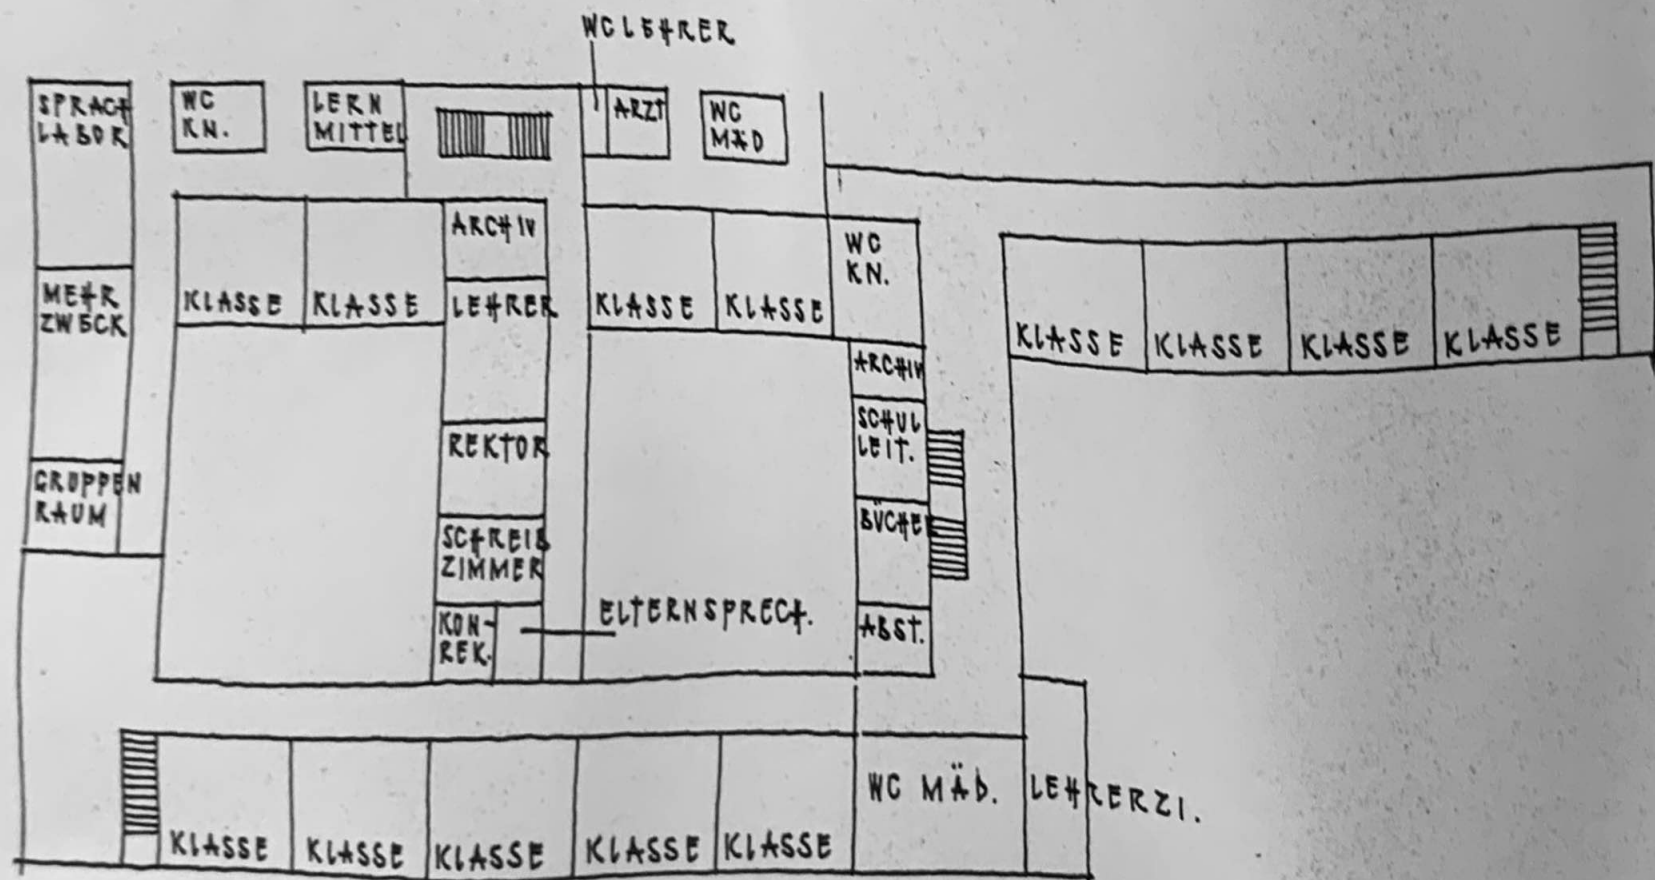 WC LEHRER
SPRACH
LABOR
WC
KN.
LERN
MITTEL
ARZT
WC
MÄD
ARCHIV
WC
KN.
MEHR
ZWECK
KLASSE
KLASSE
LEHRER
KLASSE
KLASSE
KLASSE
KLASSE
KLASSE
KLASSE
ARCHIV
SCHUL
LEIT.
REKTOR
GRUPPEN
RAUM
BÜCHER
SCHREIB
ZIMMER
ELTERNSPRECH.
KON-
REK.
ABST.
WC MÄD.
LEHRERZI.
KLASSE
KLASSE
KLASSE
KLASSE
KLASSE